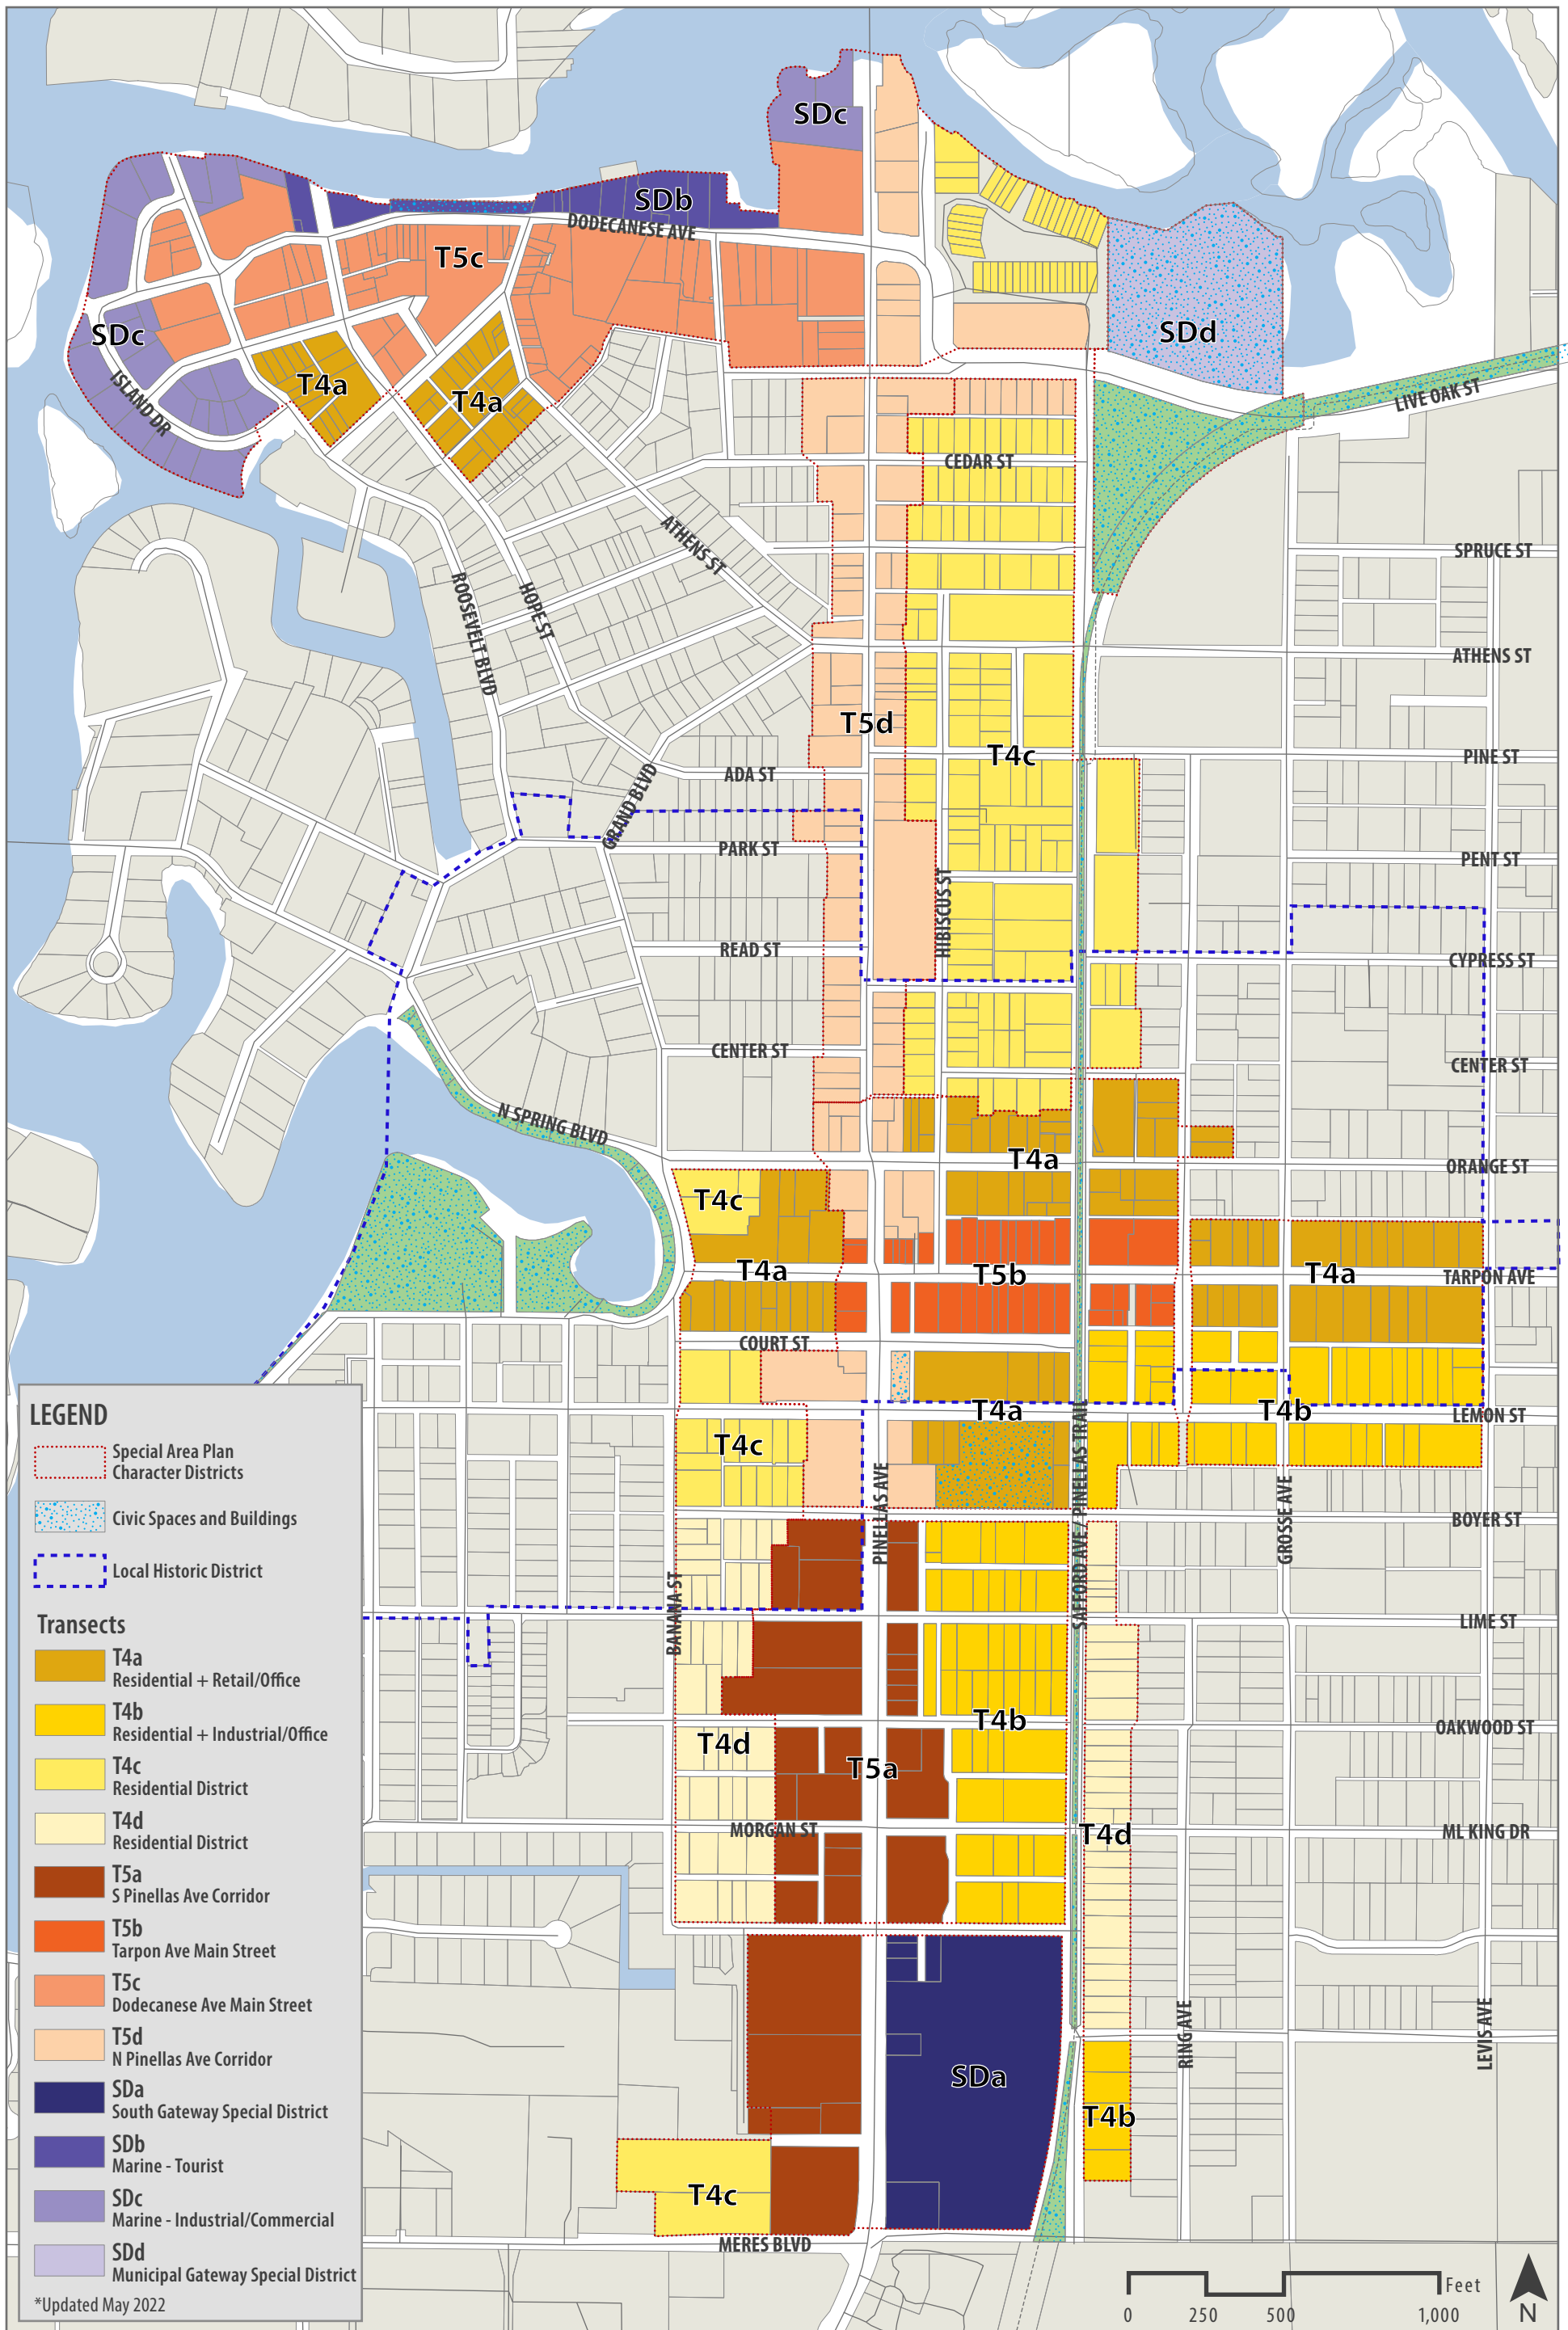 SDc
SDb
DODECANESE AVE
T5c
SDc
SDd
T4a
T4a
ISLAND DR
LIVE OAK ST
CEDAR ST
ATHENS ST
SPRUCE ST
ROOSEVELT BLVD
HOPE ST
ATHENS ST
T5d
T4c
PINE ST
ADA ST
GRAND BLVD
PARK ST
PENT ST
HIBISCUS ST
READ ST
CYPRESS ST
CENTER ST
CENTER ST
N SPRING BLVD
T4a
ORANGE ST
T4c
T4a
T5b
T4a
TARPON AVE
COURT ST
T4a
T4b
LEMON ST
T4c
PINELLAS AVE
SAFFORD AVE / PINELLAS TRAIL
GROSSE AVE
BOYER ST
BANANA ST
LIME ST
T4b
OAKWOOD ST
T4d
T5a
MORGAN ST
T4d
ML KING DR
RING AVE
LEVIS AVE
SDa
T4b
T4c
MERES BLVD
LEGEND
Special Area Plan
Character Districts
Civic Spaces and Buildings
Local Historic District
Transects
T4a
Residential + Retail/Office
T4b
Residential + Industrial/Office
T4c
Residential District
T4d
Residential District
T5a
S Pinellas Ave Corridor
T5b
Tarpon Ave Main Street
T5c
Dodecanese Ave Main Street
T5d
N Pinellas Ave Corridor
SDa
South Gateway Special District
SDb
Marine - Tourist
SDc
Marine - Industrial/Commercial
SDd
Municipal Gateway Special District
*Updated May 2022
Feet
0 250 500 1,000
N